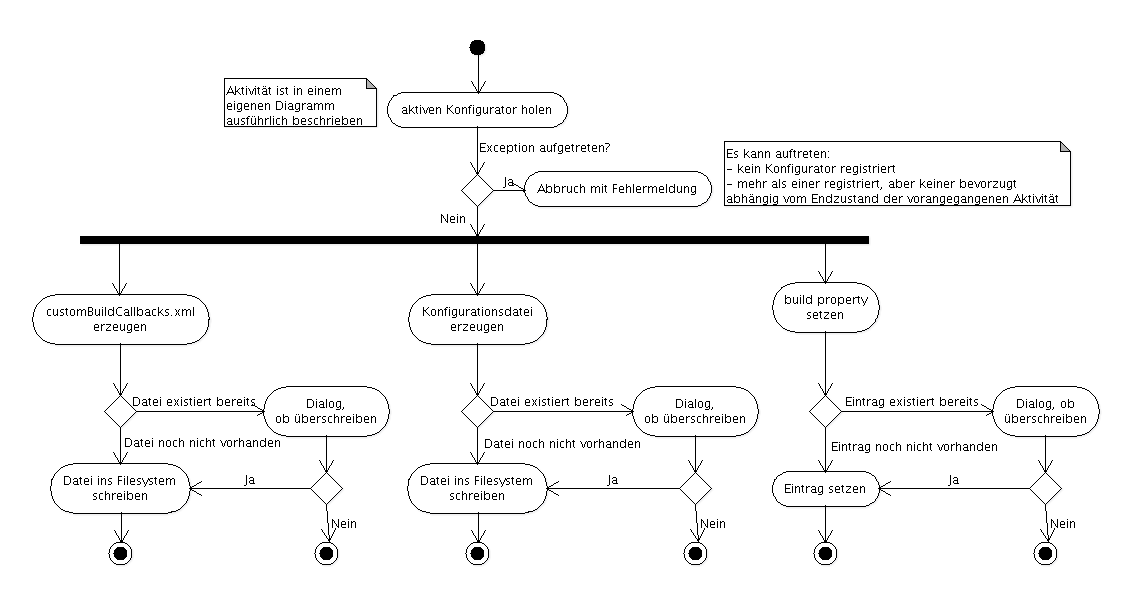 Aktivität ist in einem
eigenen Diagramm
ausführlich beschrieben
aktiven Konfigurator holen
Exception aufgetreten?
Es kann auftreten:
- kein Konfigurator registriert
- mehr als einer registriert, aber keiner bevorzugt
abhängig vom Endzustand der vorangegangenen Aktivität
Ja
Abbruch mit Fehlermeldung
Nein
customBuildCallbacks.xml
erzeugen
Konfigurationsdatei
erzeugen
build property
setzen
Datei existiert bereits
Dialog,
ob überschreiben
Datei existiert bereits
Dialog,
ob überschreiben
Eintrag existiert bereits
Dialog, ob
überschreiben
Datei noch nicht vorhanden
Datei noch nicht vorhanden
Eintrag noch nicht vorhanden
Datei ins Filesystem
schreiben
Ja
Datei ins Filesystem
schreiben
Ja
Eintrag setzen
Ja
Nein
Nein
Nein